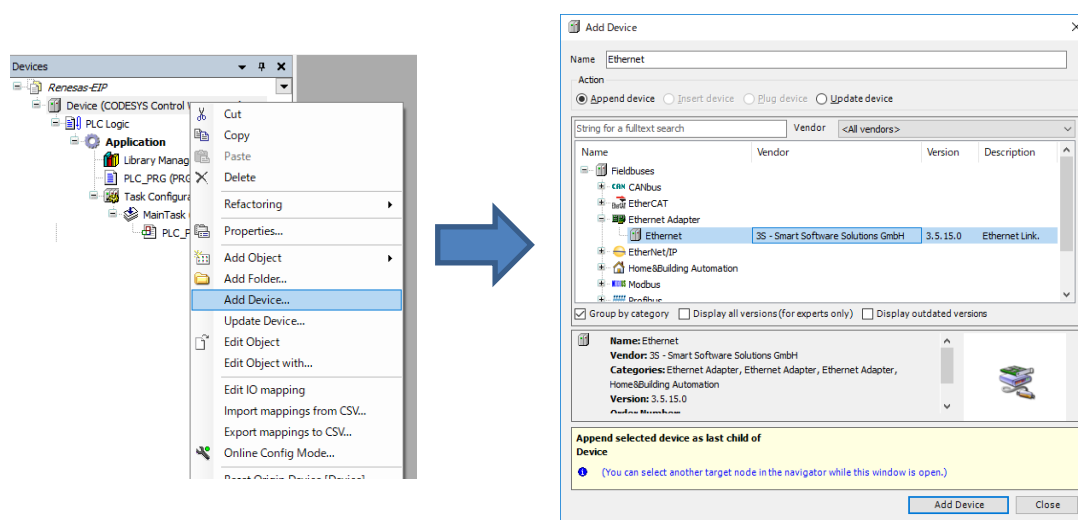 Devices
Renesas-EIP
Device (CODESYS Control
PLC Logic
Application
Library Manag
PLC_PRG (PRG
Task Configura
MainTask
PLC_P
Cut
Copy
Paste
Delete
Refactoring
Properties...
Add Object
Add Folder...
Add Device...
Update Device...
Edit Object
Edit Object with...
Edit IO mapping
Import mappings from CSV...
Export mappings to CSV...
Online Config Mode...
Reset Origin Device [Device]
Add Device
Name Ethernet
Action
Append device Insert device Plug device Update device
String for a fulltext search Vendor <All vendors>
Name Vendor Version Description
Fieldbuses
CAN CANbus
EtherCAT
Ethernet Adapter
Ethernet 3S - Smart Software Solutions GmbH 3.5.15.0 Ethernet Link.
EtherNet/IP
Home&Building Automation
Modbus
Profibus
Group by category Display all versions(for experts only) Display outdated versions
Name: Ethernet
Vendor: 3S - Smart Software Solutions GmbH
Categories: Ethernet Adapter, Ethernet Adapter, Ethernet Adapter,
Home&Building Automation
Version: 3.5.15.0
Order Number:
Append selected device as last child of
Device
(You can select another target node in the navigator while this window is open.)
Add Device Close